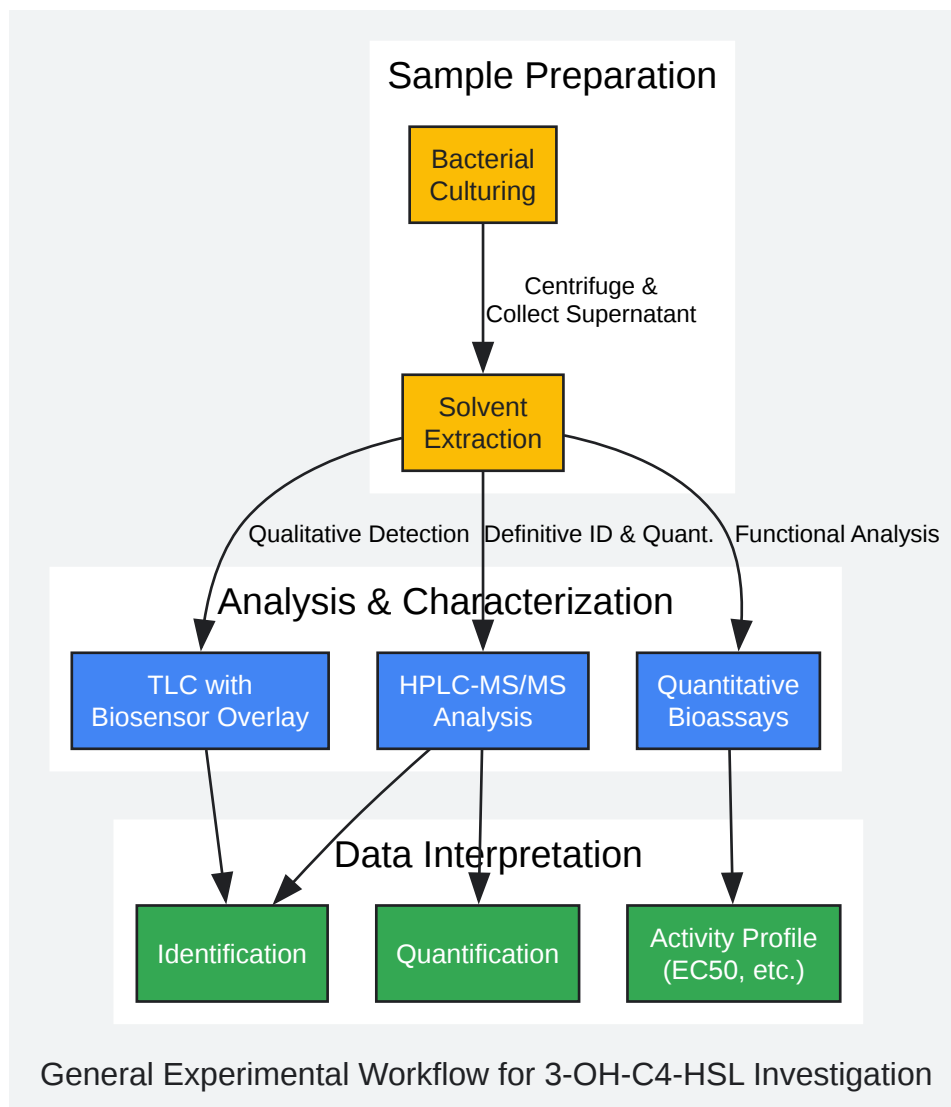 Sample Preparation
Bacterial
Culturing
Centrifuge &
Collect Supernatant
Solvent
Extraction
Qualitative Detection
Definitive ID & Quant.
Functional Analysis
Analysis & Characterization
TLC with
Biosensor Overlay
HPLC-MS/MS
Analysis
Quantitative
Bioassays
Data Interpretation
Identification
Quantification
Activity Profile
(EC50, etc.)
General Experimental Workflow for 3-OH-C4-HSL Investigation